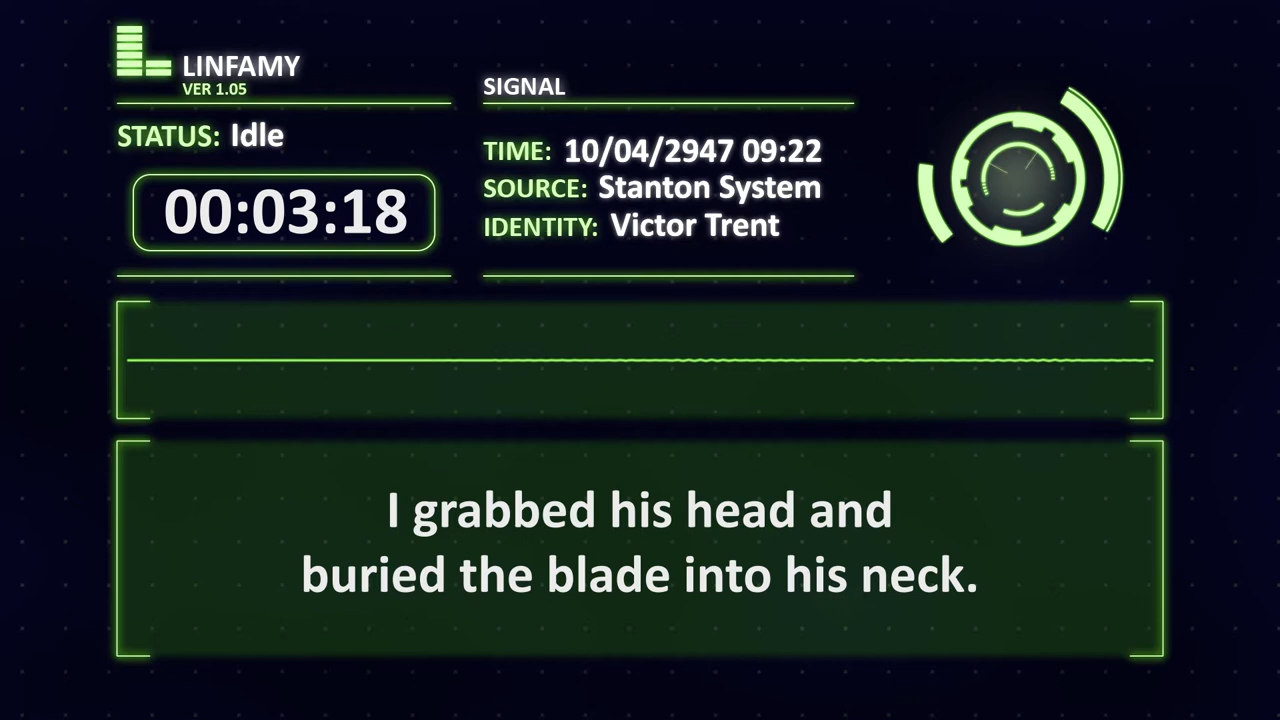 LINFAMY
VER 1.05
STATUS: Idle
00:03:18
SIGNAL
TIME: 10/04/2947 09:22
SOURCE: Stanton System
IDENTITY: Victor Trent
I grabbed his head and
buried the blade into his neck.